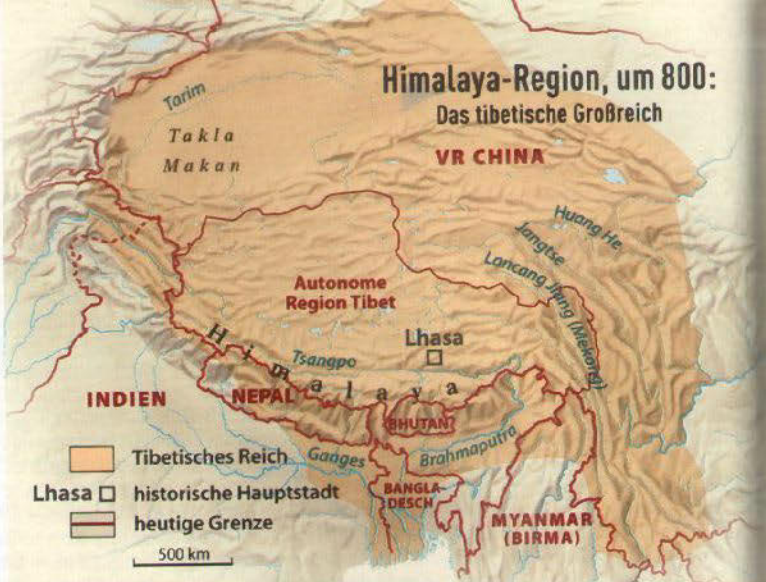 Himalaya-Region, um 800:
Das tibetische Großreich
Tarim
Takla
Makan
VR CHINA
Huang He
Jangtse
Lancang Jiang (Mekong)
Autonome
Region Tibet
Lhasa
Himalaya
Tsangpo
INDIEN
NEPAL
BHUTAN
Ganges
Brahmaputra
BANGLA-
DESCH
MYANMAR
(BIRMA)
Tibetisches Reich
Lhasa historische Hauptstadt
heutige Grenze
500 km